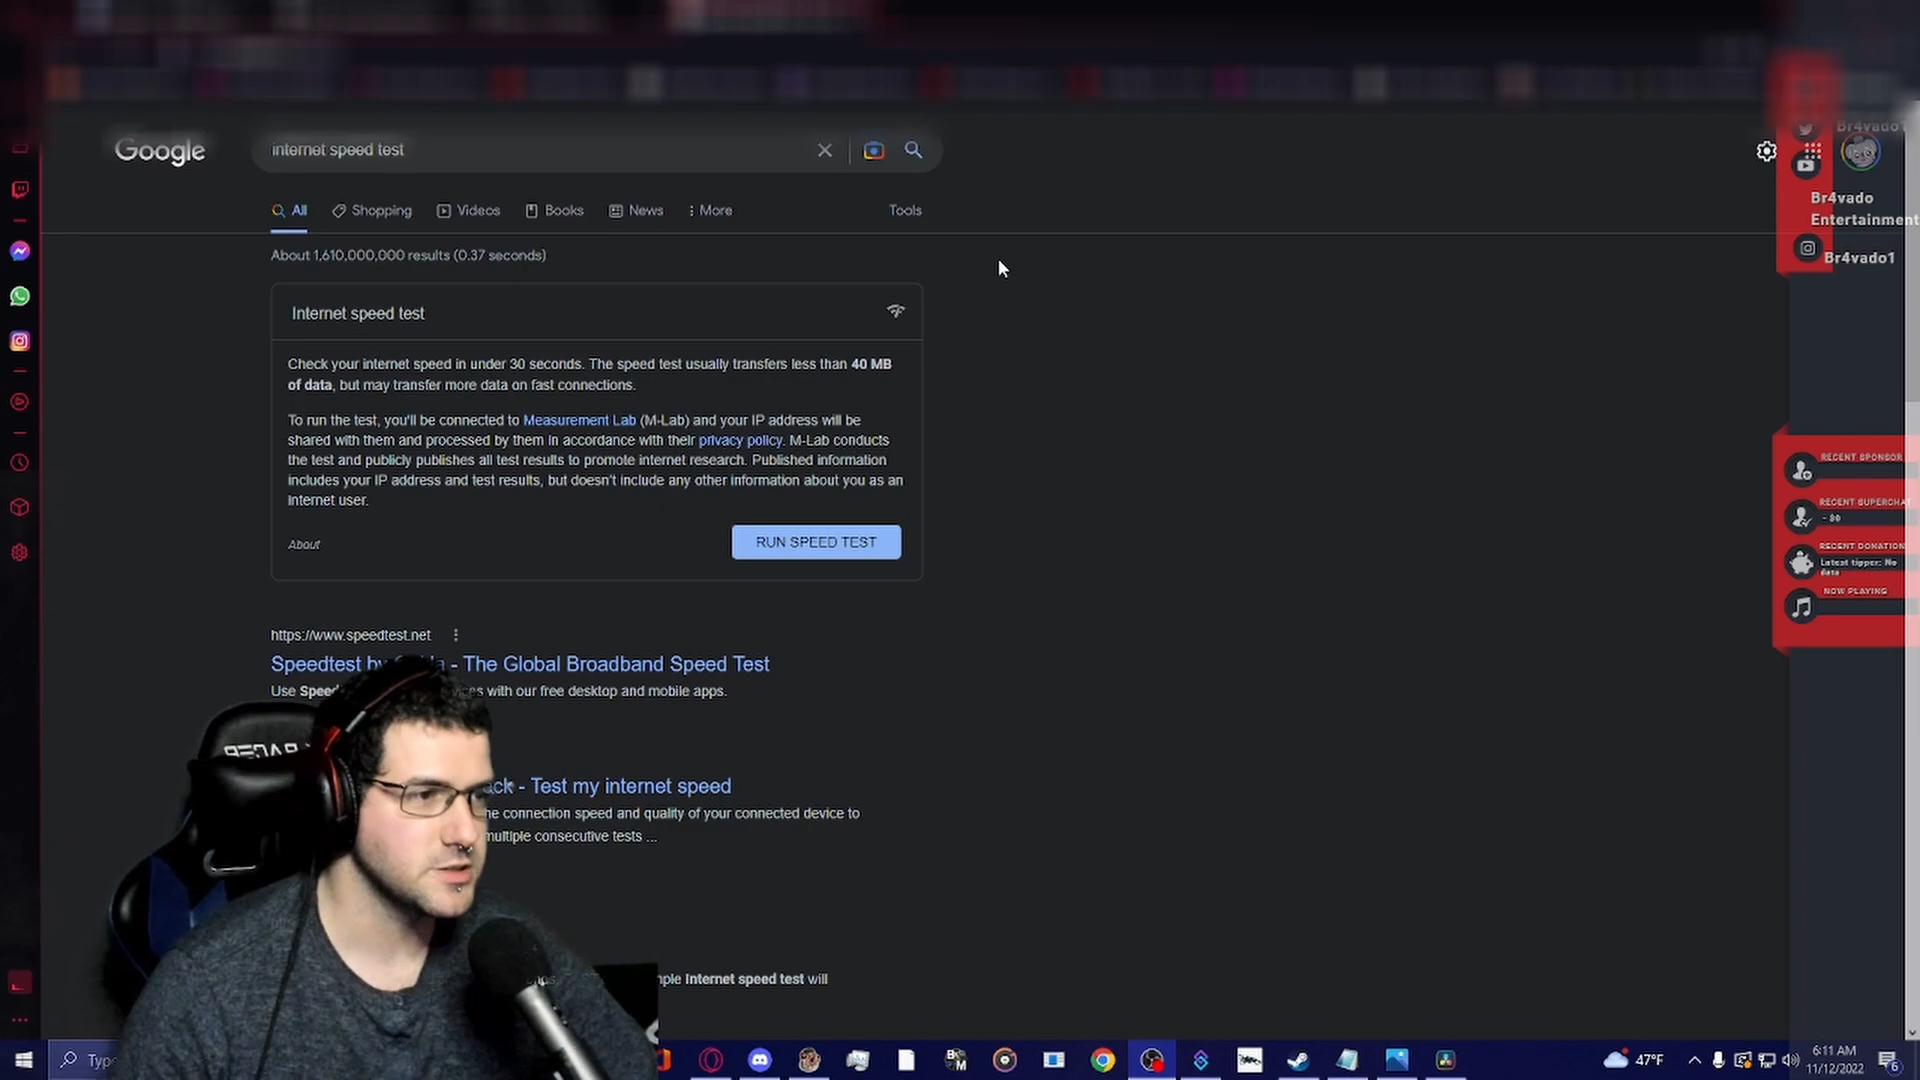 Google
internet speed test
Br4vado1
All
Shopping
Videos
Books
News
More
Tools
Br4vado
Entertainment
About 1,610,000,000 results (0.37 seconds)
Br4vado1
Internet speed test
Check your internet speed in under 30 seconds. The speed test usually transfers less than 40 MB
of data, but may transfer more data on fast connections.
To run the test, you'll be connected to Measurement Lab (M-Lab) and your IP address will be
shared with them and processed by them in accordance with their privacy policy. M-Lab conducts
the test and publicly publishes all test results to promote internet research. Published information
includes your IP address and test results, but doesn't include any other information about you as an
internet user.
About
RUN SPEED TEST
RECENT SPONSOR
RECENT SUPERCHAT
- $0
RECENT DONATION
Latest tipper: No
data
NOW PLAYING
https://www.speedtest.net
Speedtest by - The Global Broadband Speed Test
Use with our free desktop and mobile apps.
- Test my internet speed
connection speed and quality of your connected device to
multiple consecutive tests ...
Internet speed test will
47°F
6:11 AM
11/12/2022
6